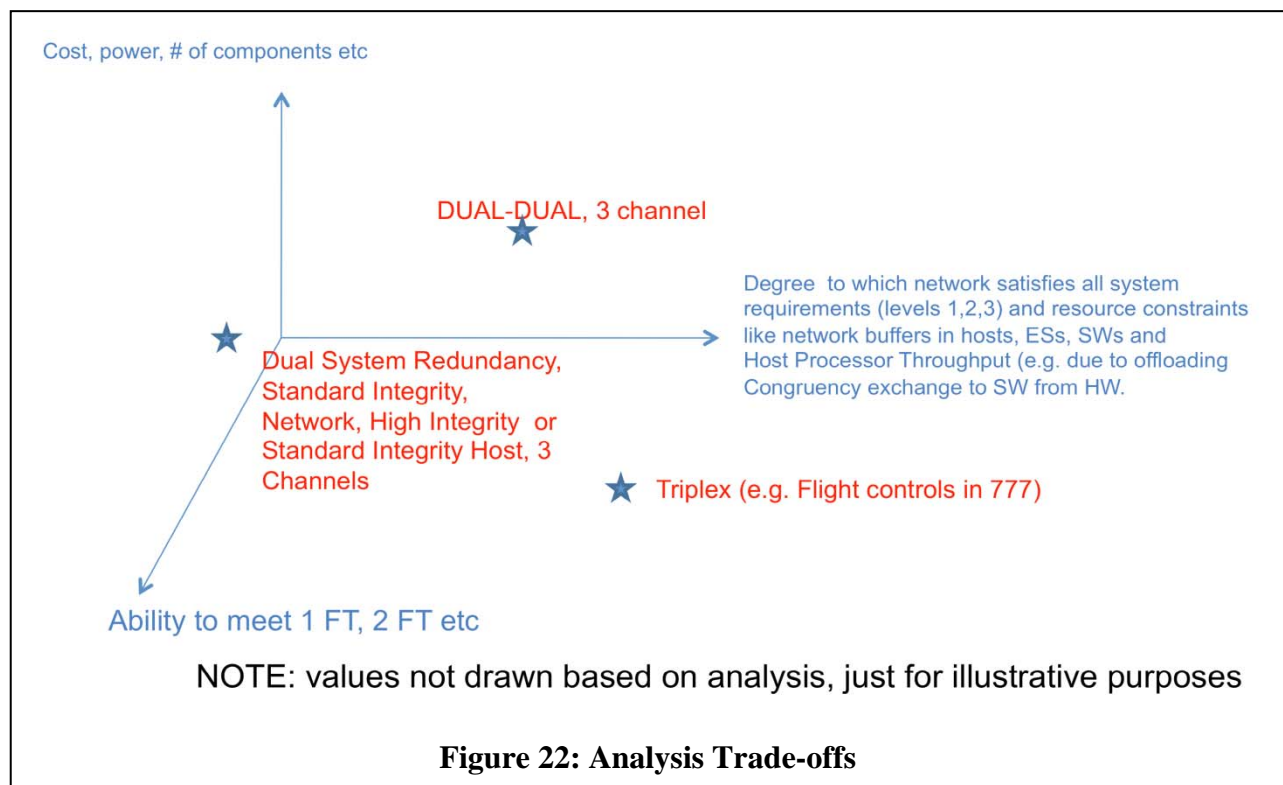 Cost, power, # of components etc
DUAL-DUAL, 3 channel
Degree  to which network satisfies all system
requirements (levels 1,2,3) and resource constraints
like network buffers in hosts, ESs, SWs and
Host Processor Throughput (e.g. due to offloading
Congruency exchange to SW from HW.
Dual System Redundancy,
Standard Integrity,
Network, High Integrity  or
Standard Integrity Host, 3
Channels
Triplex (e.g. Flight controls in 777)
Ability to meet 1 FT, 2 FT etc
NOTE: values not drawn based on analysis, just for illustrative purposes
Figure 22: Analysis Trade-offs